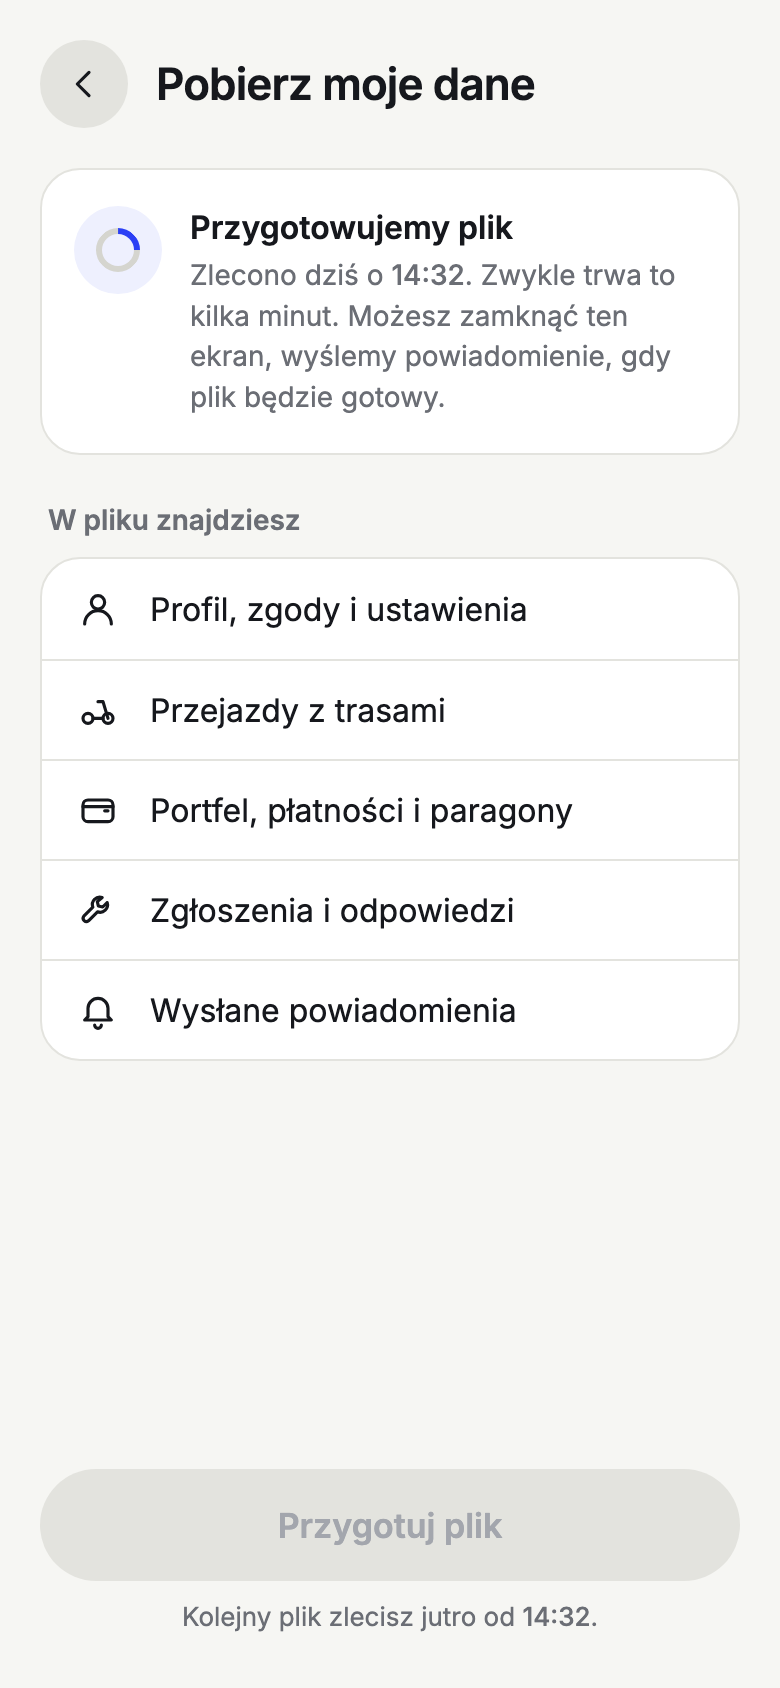 Pobierz moje dane
Przygotowujemy plik
Zlecono dziś o 14:32. Zwykle trwa to
kilka minut. Możesz zamknąć ten
ekran, wyślemy powiadomienie, gdy
plik będzie gotowy.
W pliku znajdziesz
Profil, zgody i ustawienia
Przejazdy z trasami
Portfel, płatności i paragony
Zgłoszenia i odpowiedzi
Wysłane powiadomienia
Przygotuj plik
Kolejny plik zlecisz jutro od 14:32.